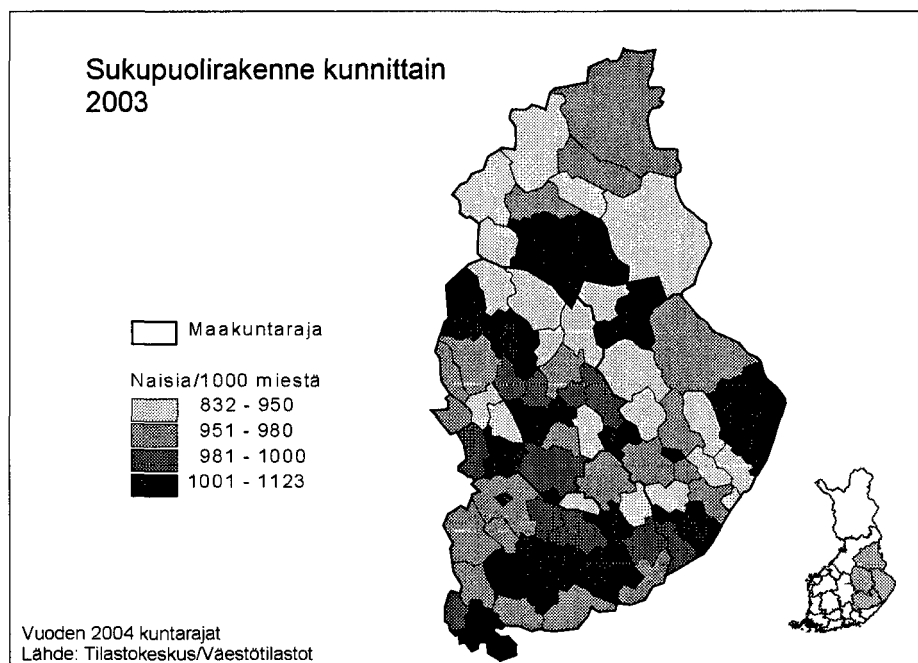 Sukupuolirakenne kunnittain
2003
Maakuntaraja
Naisia/1000 miestä
832 - 950
951 - 980
981 - 1000
1001 - 1123
Vuoden 2004 kuntarajat
Lähde: Tilastokeskus/Väestötilastot